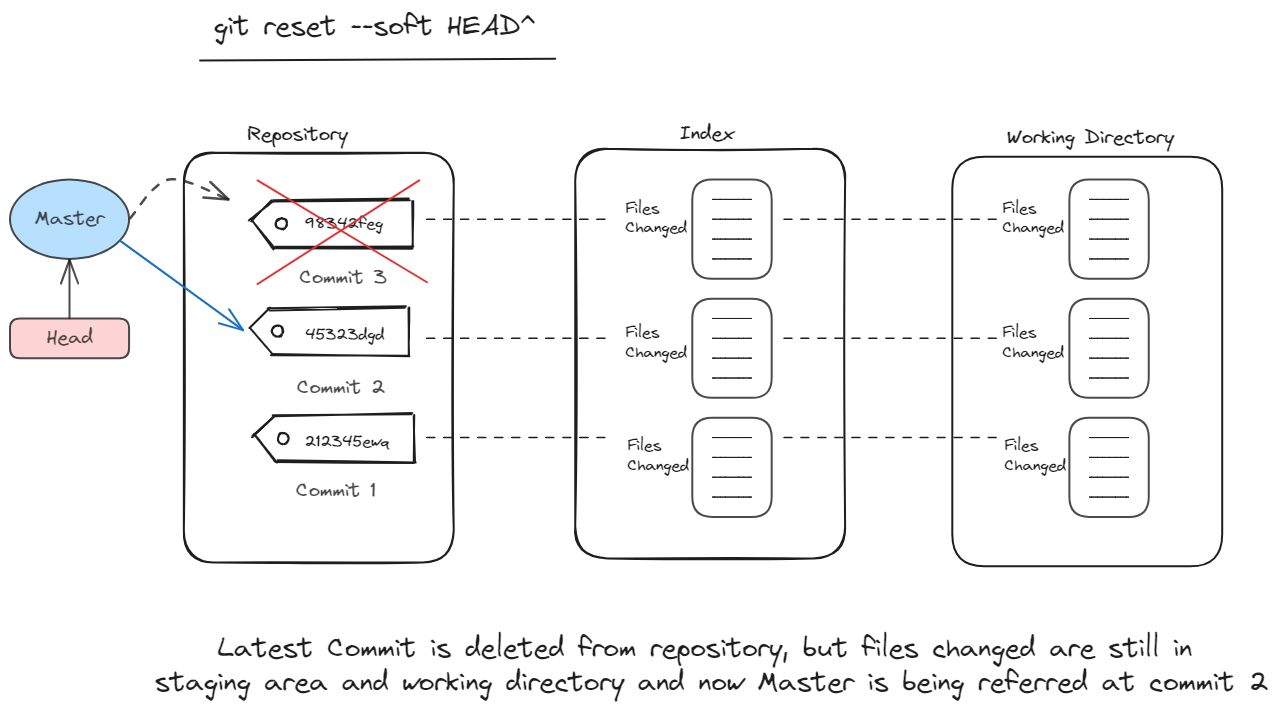 git reset --soft HEAD^
Repository
Index
Working Directory
Master
Head
98342feg
Commit 3
45323dgd
Commit 2
212345ewa
Commit 1
Files
Changed
Files
Changed
Files
Changed
Files
Changed
Files
Changed
Files
Changed
Latest Commit is deleted from repository, but files changed are still in
staging area and working directory and now Master is being referred at commit 2